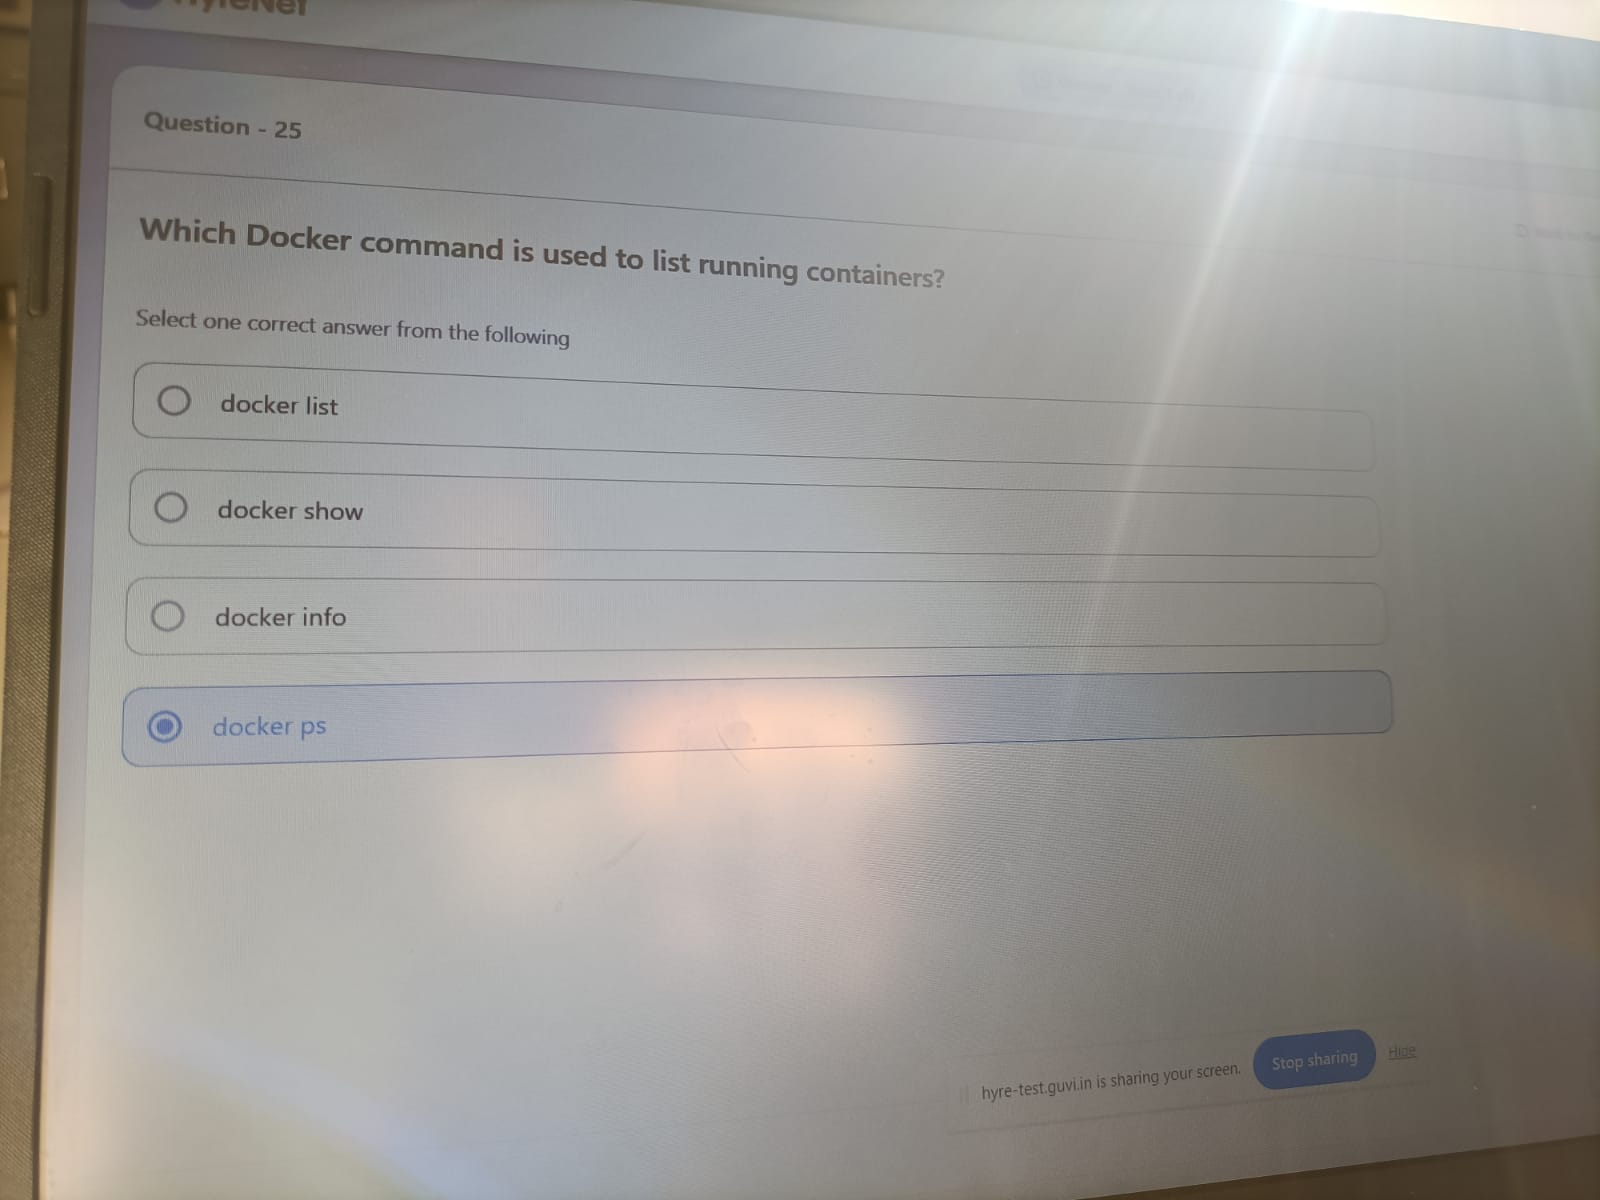 Question - 25
Which Docker command is used to list running containers?
Select one correct answer from the following
docker list
docker show
docker info
docker ps
hyre-test.guvi.in is sharing your screen. Stop sharing Hide